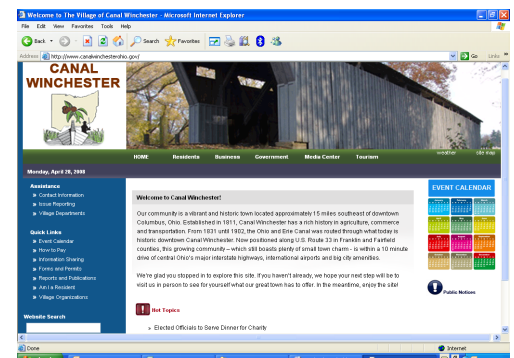 Welcome to The Village of Canal Winchester - Microsoft Internet Explorer
File Edit View Favorites Tools Help
Back Search Favorites
Address http://www.canalwinchesterohio.gov/ Go Links
CANAL
WINCHESTER
weather site map
HOME Residents Business Government Media Center Tourism
Monday, April 28, 2008
Assistance
» Contact Information
» Issue Reporting
» Village Departments
Quick Links
» Event Calendar
» How to Pay
» Information Sharing
» Forms and Permits
» Reports and Publications
» Am I a Resident
» Village Organizations
Website Search
Welcome to Canal Winchester!
Our community is a vibrant and historic town located approximately 15 miles southeast of downtown
Columbus, Ohio. Established in 1811, Canal Winchester has a rich history in agriculture, commerce
and transportation. From 1831 until 1902, the Ohio and Erie Canal was routed through what today is
historic downtown Canal Winchester. Now positioned along U.S. Route 33 in Franklin and Fairfield
counties, this growing community – which still boasts plenty of small town charm - is within a 10 minute
drive of central Ohio's major interstate highways, international airports and big city amenities.
We're glad you stopped in to explore this site. If you haven't already, we hope your next step will be to
visit us in person to see for yourself what our great town has to offer. In the meantime, enjoy the site!
Hot Topics
» Elected Officials to Serve Dinner for Charity
EVENT CALENDAR
Public Notices
Done Internet